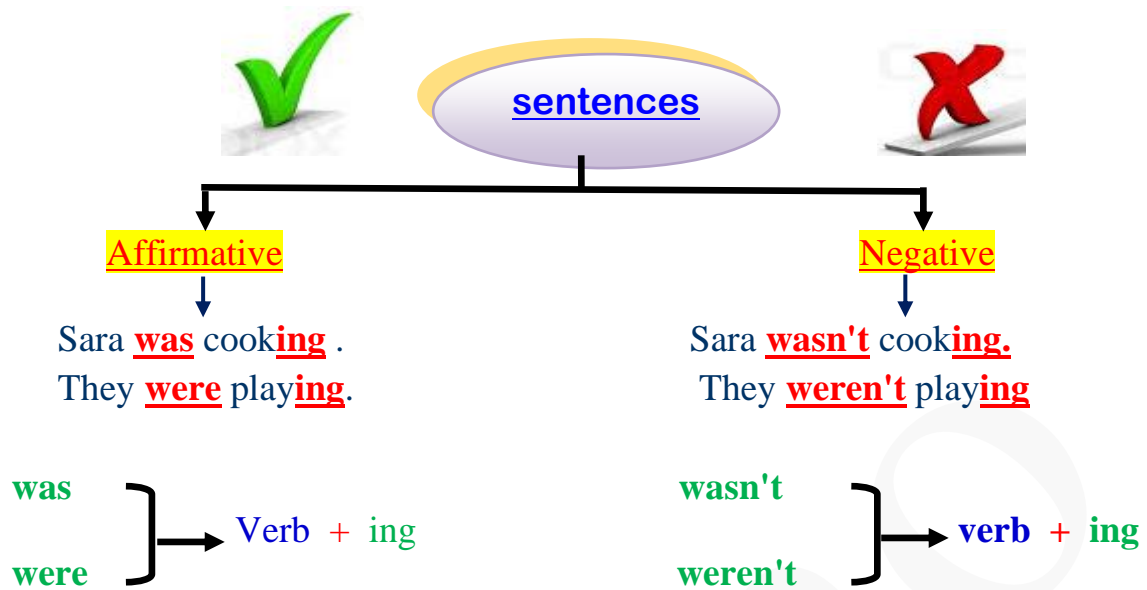 sentences
Affirmative
Negative
Sara was cooking .
They were playing.
Sara wasn't cooking.
They weren't playing
was
were
Verb + ing
wasn't
weren't
verb + ing